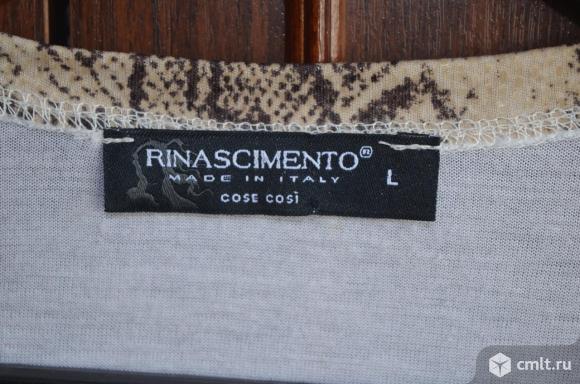 RINASCIMENTO®
MADE IN ITALY
L
COSE COSÌ
cmlt.ru